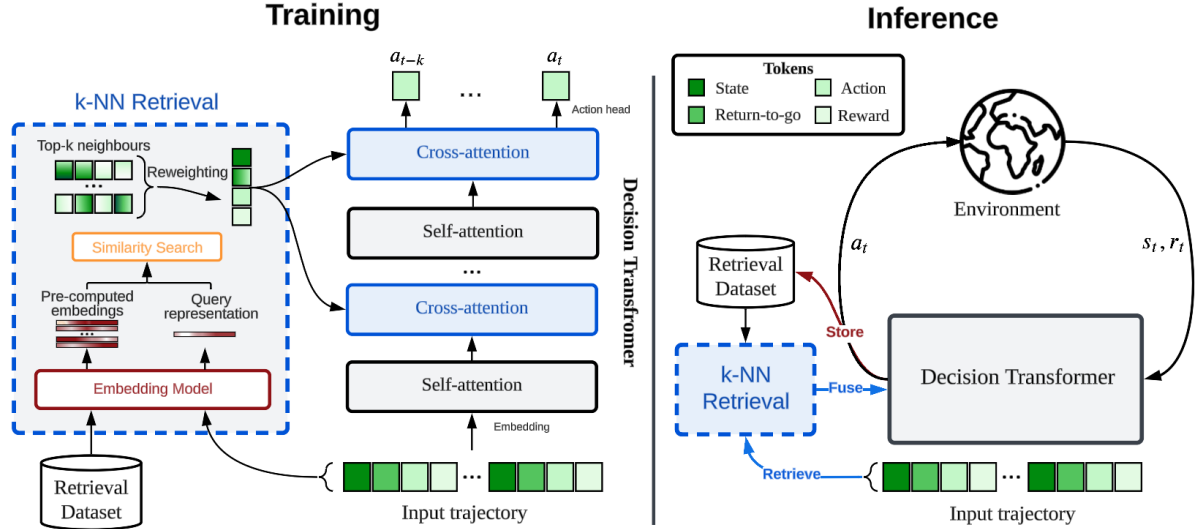 Training
k-NN Retrieval
Top-k neighbours
...
Reweighting
Similarity Search
Pre-computed
embedings
...
Query
representation
Embedding Model
Retrieval
Dataset
a_{t-k}
...
a_t
Action head
Cross-attention
Self-attention
...
Cross-attention
Self-attention
Embedding
...
Input trajectory
Decision Transfromer
Inference
Tokens
State
Action
Return-to-go
Reward
Environment
a_t
s_t, r_t
Retrieval
Dataset
Store
k-NN
Retrieval
Fuse
Decision Transformer
Retrieve
...
Input trajectory